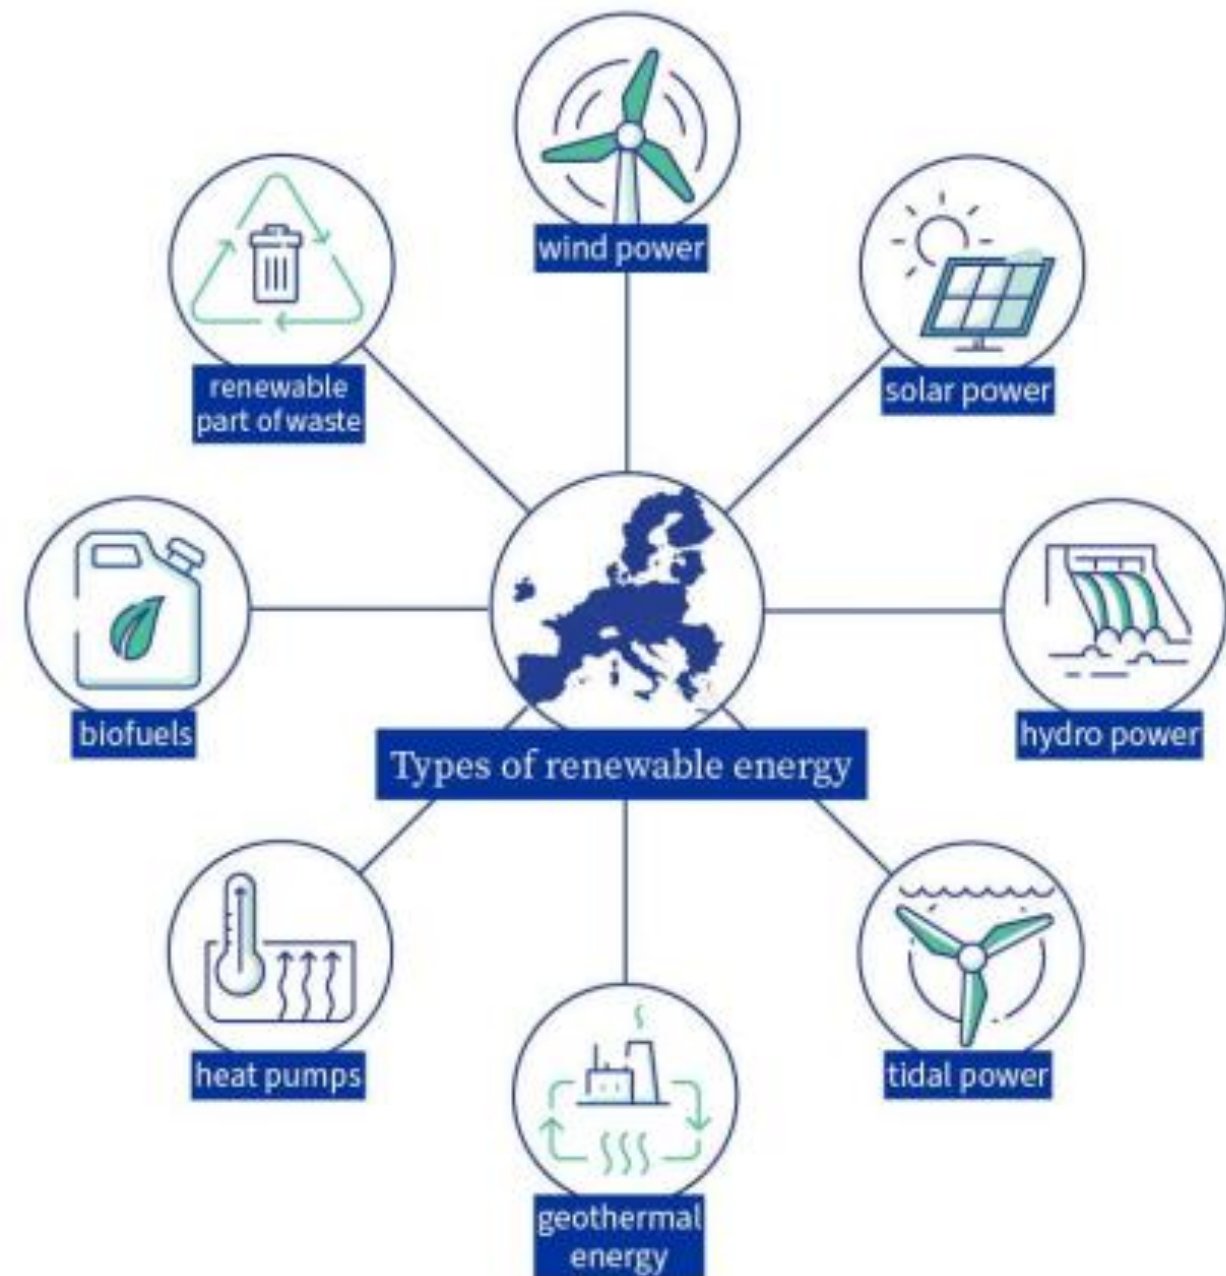 wind power
solar power
renewable
part of waste
hydro power
biofuels
Types of renewable energy
tidal power
heat pumps
geothermal
energy